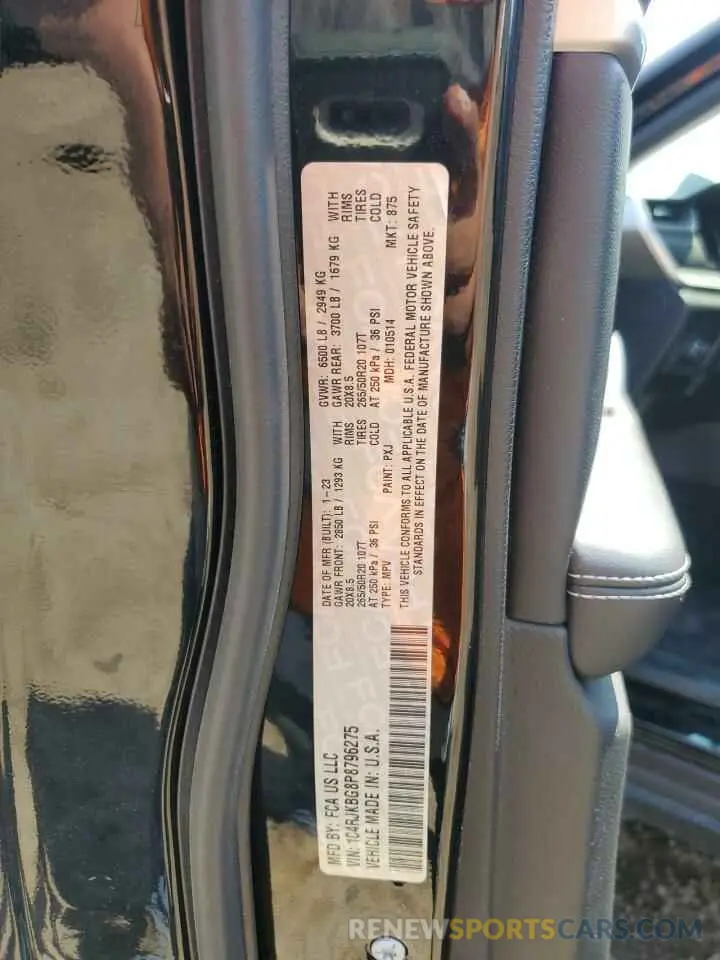 MFD BY: FCA US LLC
DATE OF MFR (BUILT): 1-23
GVWR: 6500 LB / 2949 KG
GAWR FRONT: 2850 LB / 1293 KG WITH
GAWR REAR: 3700 LB / 1679 KG WITH
20X8.5 RIMS
20X8.5 RIMS
265/50R20 107T TIRES
265/50R20 107T TIRES
AT 250 kPa / 36 PSI COLD
AT 250 kPa / 36 PSI COLD
VIN: 1C4RJKBG8P8796275
TYPE: MPV
PAINT: PXJ
MDH: 010514
MKT: 875
VEHICLE MADE IN: U.S.A.
THIS VEHICLE CONFORMS TO ALL APPLICABLE U.S.A. FEDERAL MOTOR VEHICLE SAFETY
STANDARDS IN EFFECT ON THE DATE OF MANUFACTURE SHOWN ABOVE.
RENEWSPORTSCARS.COM